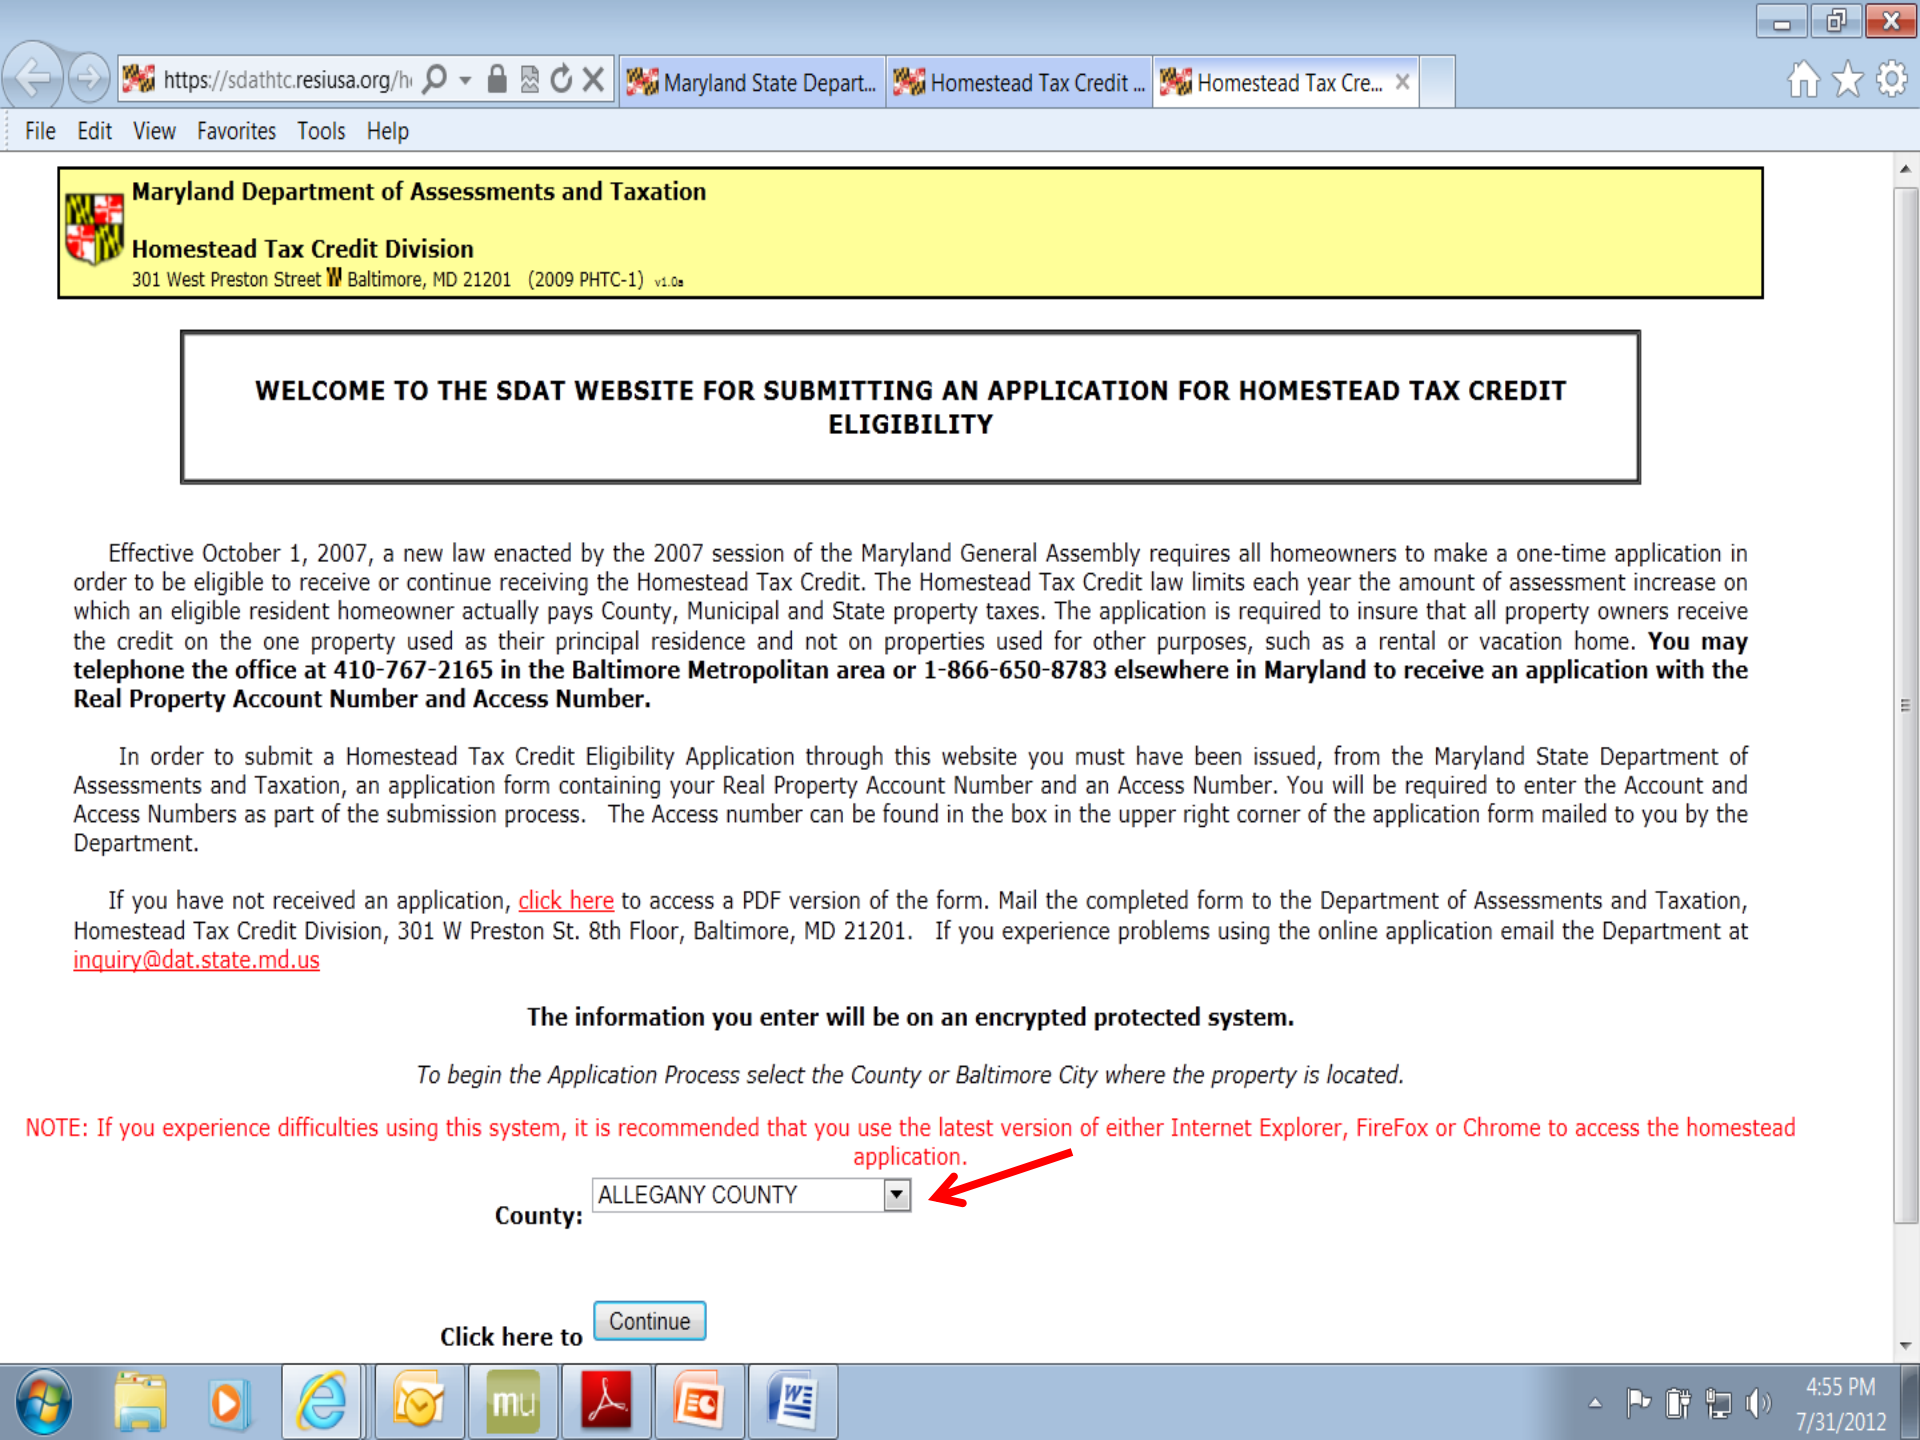 https://sdathtc.resiusa.org/h
Maryland State Depart...
Homestead Tax Credit ...
Homestead Tax Cre...
File Edit View Favorites Tools Help
Maryland Department of Assessments and Taxation
Homestead Tax Credit Division
301 West Preston Street Baltimore, MD 21201 (2009 PHTC-1) v1.0a
WELCOME TO THE SDAT WEBSITE FOR SUBMITTING AN APPLICATION FOR HOMESTEAD TAX CREDIT
ELIGIBILITY
Effective October 1, 2007, a new law enacted by the 2007 session of the Maryland General Assembly requires all homeowners to make a one-time application in
order to be eligible to receive or continue receiving the Homestead Tax Credit. The Homestead Tax Credit law limits each year the amount of assessment increase on
which an eligible resident homeowner actually pays County, Municipal and State property taxes. The application is required to insure that all property owners receive
the credit on the one property used as their principal residence and not on properties used for other purposes, such as a rental or vacation home. You may
telephone the office at 410-767-2165 in the Baltimore Metropolitan area or 1-866-650-8783 elsewhere in Maryland to receive an application with the
Real Property Account Number and Access Number.
In order to submit a Homestead Tax Credit Eligibility Application through this website you must have been issued, from the Maryland State Department of
Assessments and Taxation, an application form containing your Real Property Account Number and an Access Number. You will be required to enter the Account and
Access Numbers as part of the submission process. The Access number can be found in the box in the upper right corner of the application form mailed to you by the
Department.
If you have not received an application, click here to access a PDF version of the form. Mail the completed form to the Department of Assessments and Taxation,
Homestead Tax Credit Division, 301 W Preston St. 8th Floor, Baltimore, MD 21201. If you experience problems using the online application email the Department at
inquiry@dat.state.md.us
The information you enter will be on an encrypted protected system.
To begin the Application Process select the County or Baltimore City where the property is located.
NOTE: If you experience difficulties using this system, it is recommended that you use the latest version of either Internet Explorer, FireFox or Chrome to access the homestead
application.
County: ALLEGANY COUNTY
Click here to Continue
mu
4:55 PM
7/31/2012